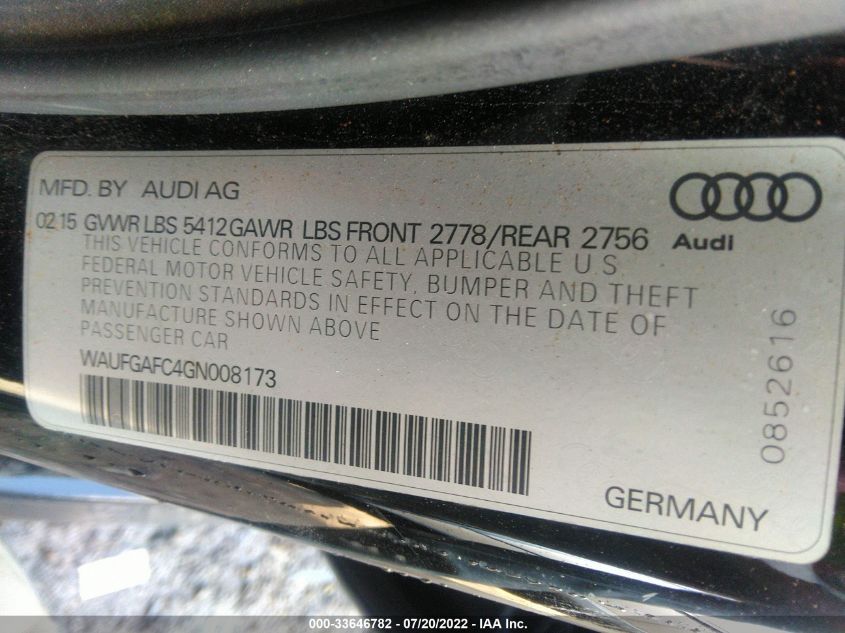 MFD. BY AUDI AG
02 15 GVWR LBS 5412 GAWR LBS FRONT 2778/REAR 2756
Audi
THIS VEHICLE CONFORMS TO ALL APPLICABLE U S
FEDERAL MOTOR VEHICLE SAFETY, BUMPER AND THEFT
PREVENTION STANDARDS IN EFFECT ON THE DATE OF
MANUFACTURE SHOWN ABOVE
PASSENGER CAR
WAUFGAFC4GN008173
0852616
GERMANY
000-33646782 / 07/20/2022 - IAA Inc.